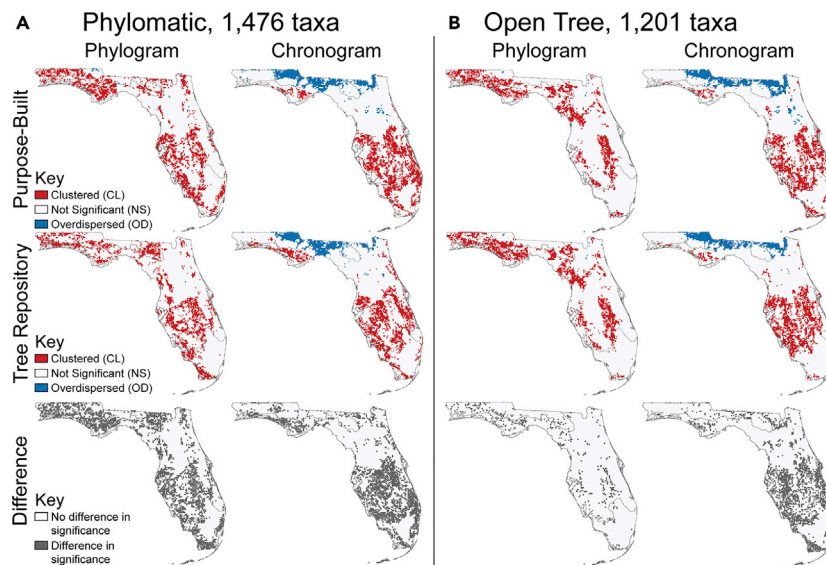 A Phylomatic, 1,476 taxa
Phylogram Chronogram
B Open Tree, 1,201 taxa
Phylogram Chronogram
Purpose-Built
Key
Clustered (CL)
Not Significant (NS)
Overdispersed (OD)
Tree Repository
Key
Clustered (CL)
Not Significant (NS)
Overdispersed (OD)
Difference
Key
No difference in
significance
Difference in
significance